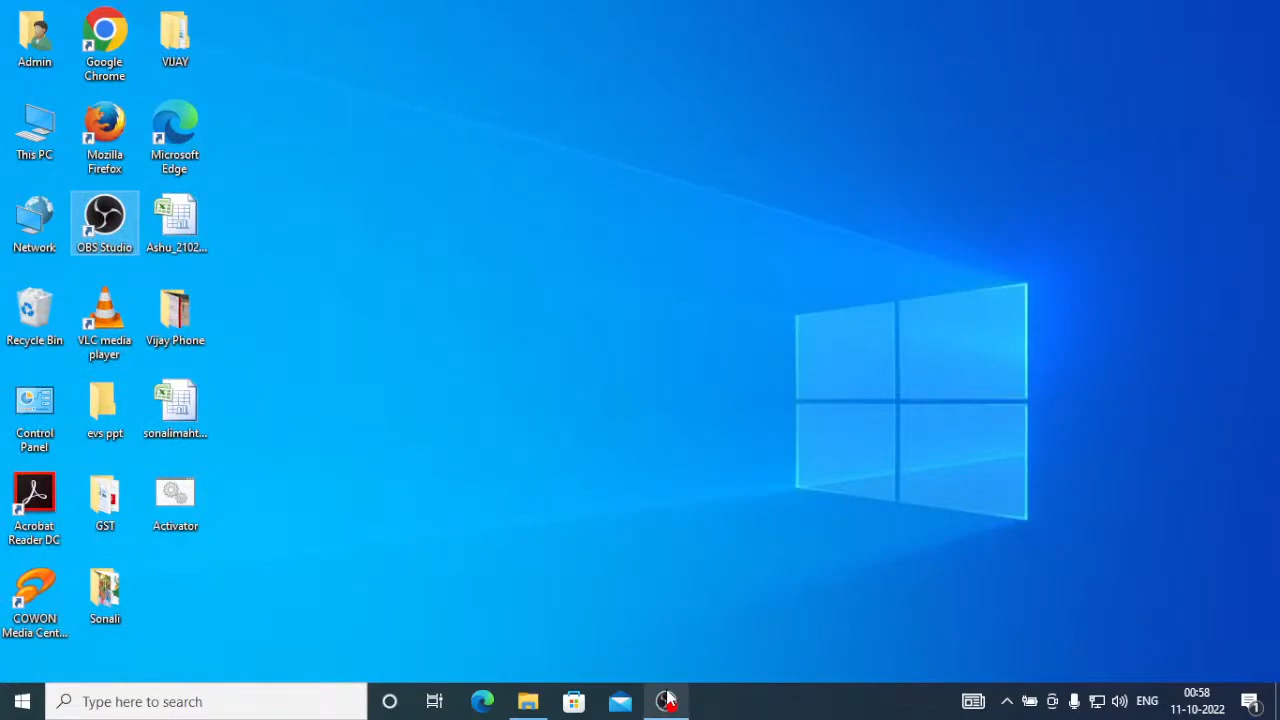 Admin
Google
Chrome
VIJAY
This PC
Mozilla
Firefox
Microsoft
Edge
Network
OBS Studio
Ashu_2102...
Recycle Bin
VLC media
player
Vijay Phone
Control
Panel
evs ppt
sonalimaht...
Acrobat
Reader DC
GST
Activator
COWON
Media Cent...
Sonali
Type here to search
ENG
00:58
11-10-2022
1